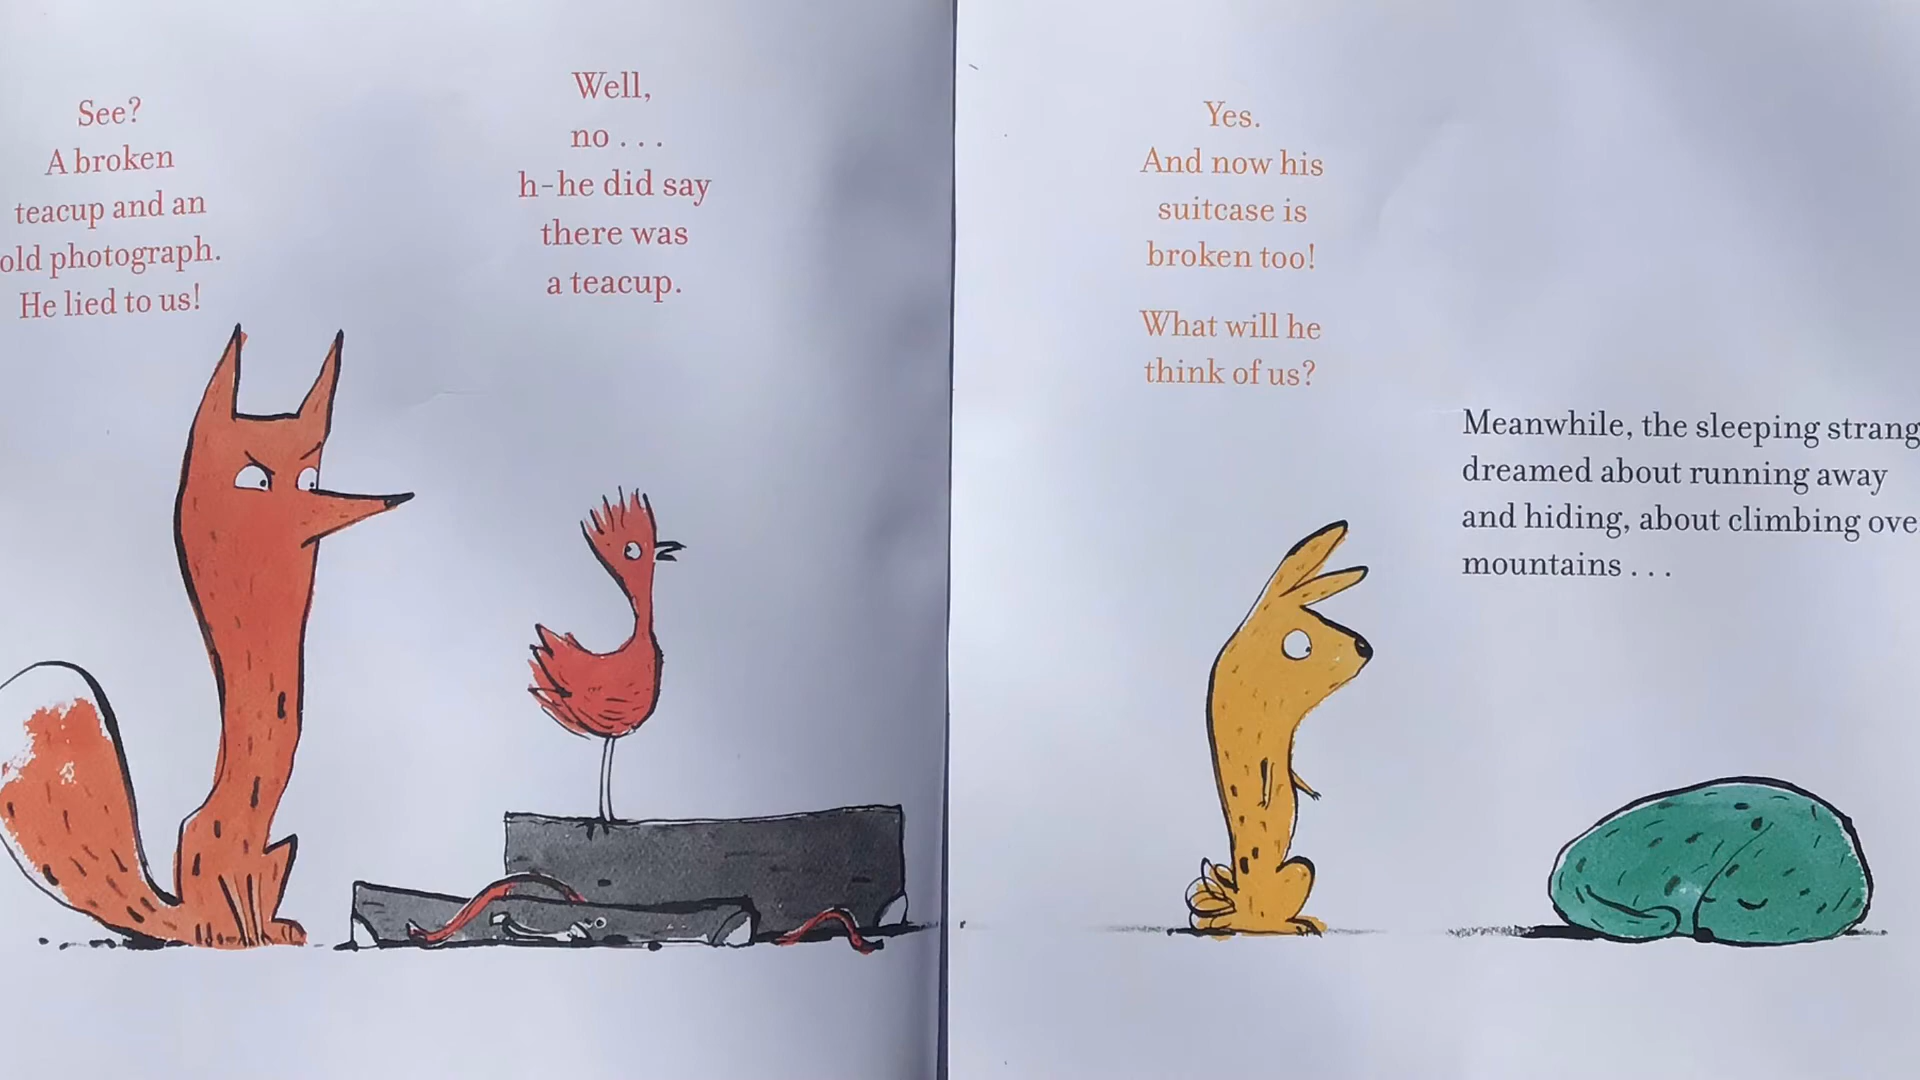 See?
A broken
teacup and an
old photograph.
He lied to us!
Well,
no . . .
h-he did say
there was
a teacup.
Yes.
And now his
suitcase is
broken too!
What will he
think of us?
Meanwhile, the sleeping strang
dreamed about running away
and hiding, about climbing ove
mountains . . .